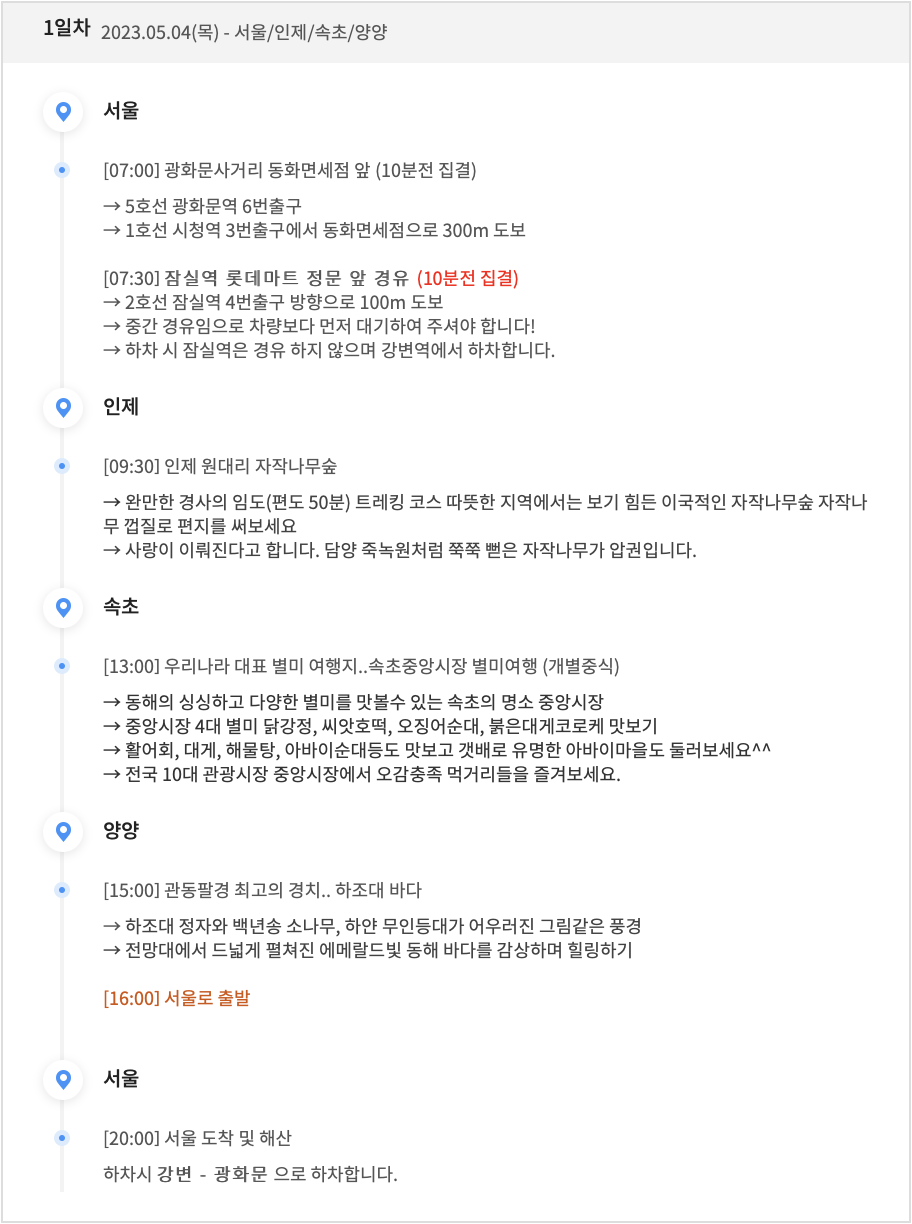 1일차 2023.05.04(목) - 서울/인제/속초/양양
서울
[07:00] 광화문사거리 동화면세점 앞 (10분전 집결)
→ 5호선 광화문역 6번출구
→ 1호선 시청역 3번출구에서 동화면세점으로 300m 도보
[07:30] 잠실역 롯데마트 정문 앞 경유 (10분전 집결)
→ 2호선 잠실역 4번출구 방향으로 100m 도보
→ 중간 경유임으로 차량보다 먼저 대기하여 주셔야 합니다!
→ 하차 시 잠실역은 경유 하지 않으며 강변역에서 하차합니다.
인제
[09:30] 인제 원대리 자작나무숲
→ 완만한 경사의 임도(편도 50분) 트레킹 코스 따뜻한 지역에서는 보기 힘든 이국적인 자작나무숲 자작나
무 껍질로 편지를 써보세요
→ 사랑이 이뤄진다고 합니다. 담양 죽녹원처럼 쭉쭉 뻗은 자작나무가 압권입니다.
속초
[13:00] 우리나라 대표 별미 여행지..속초중앙시장 별미여행 (개별중식)
→ 동해의 싱싱하고 다양한 별미를 맛볼수 있는 속초의 명소 중앙시장
→ 중앙시장 4대 별미 닭강정, 씨앗호떡, 오징어순대, 붉은대게코로케 맛보기
→ 활어회, 대게, 해물탕, 아바이순대등도 맛보고 갯배로 유명한 아바이마을도 둘러보세요^^
→ 전국 10대 관광시장 중앙시장에서 오감충족 먹거리들을 즐겨보세요.
양양
[15:00] 관동팔경 최고의 경치.. 하조대 바다
→ 하조대 정자와 백년송 소나무, 하얀 무인등대가 어우러진 그림같은 풍경
→ 전망대에서 드넓게 펼쳐진 에메랄드빛 동해 바다를 감상하며 힐링하기
[16:00] 서울로 출발
서울
[20:00] 서울 도착 및 해산
하차시 강변 - 광화문 으로 하차합니다.